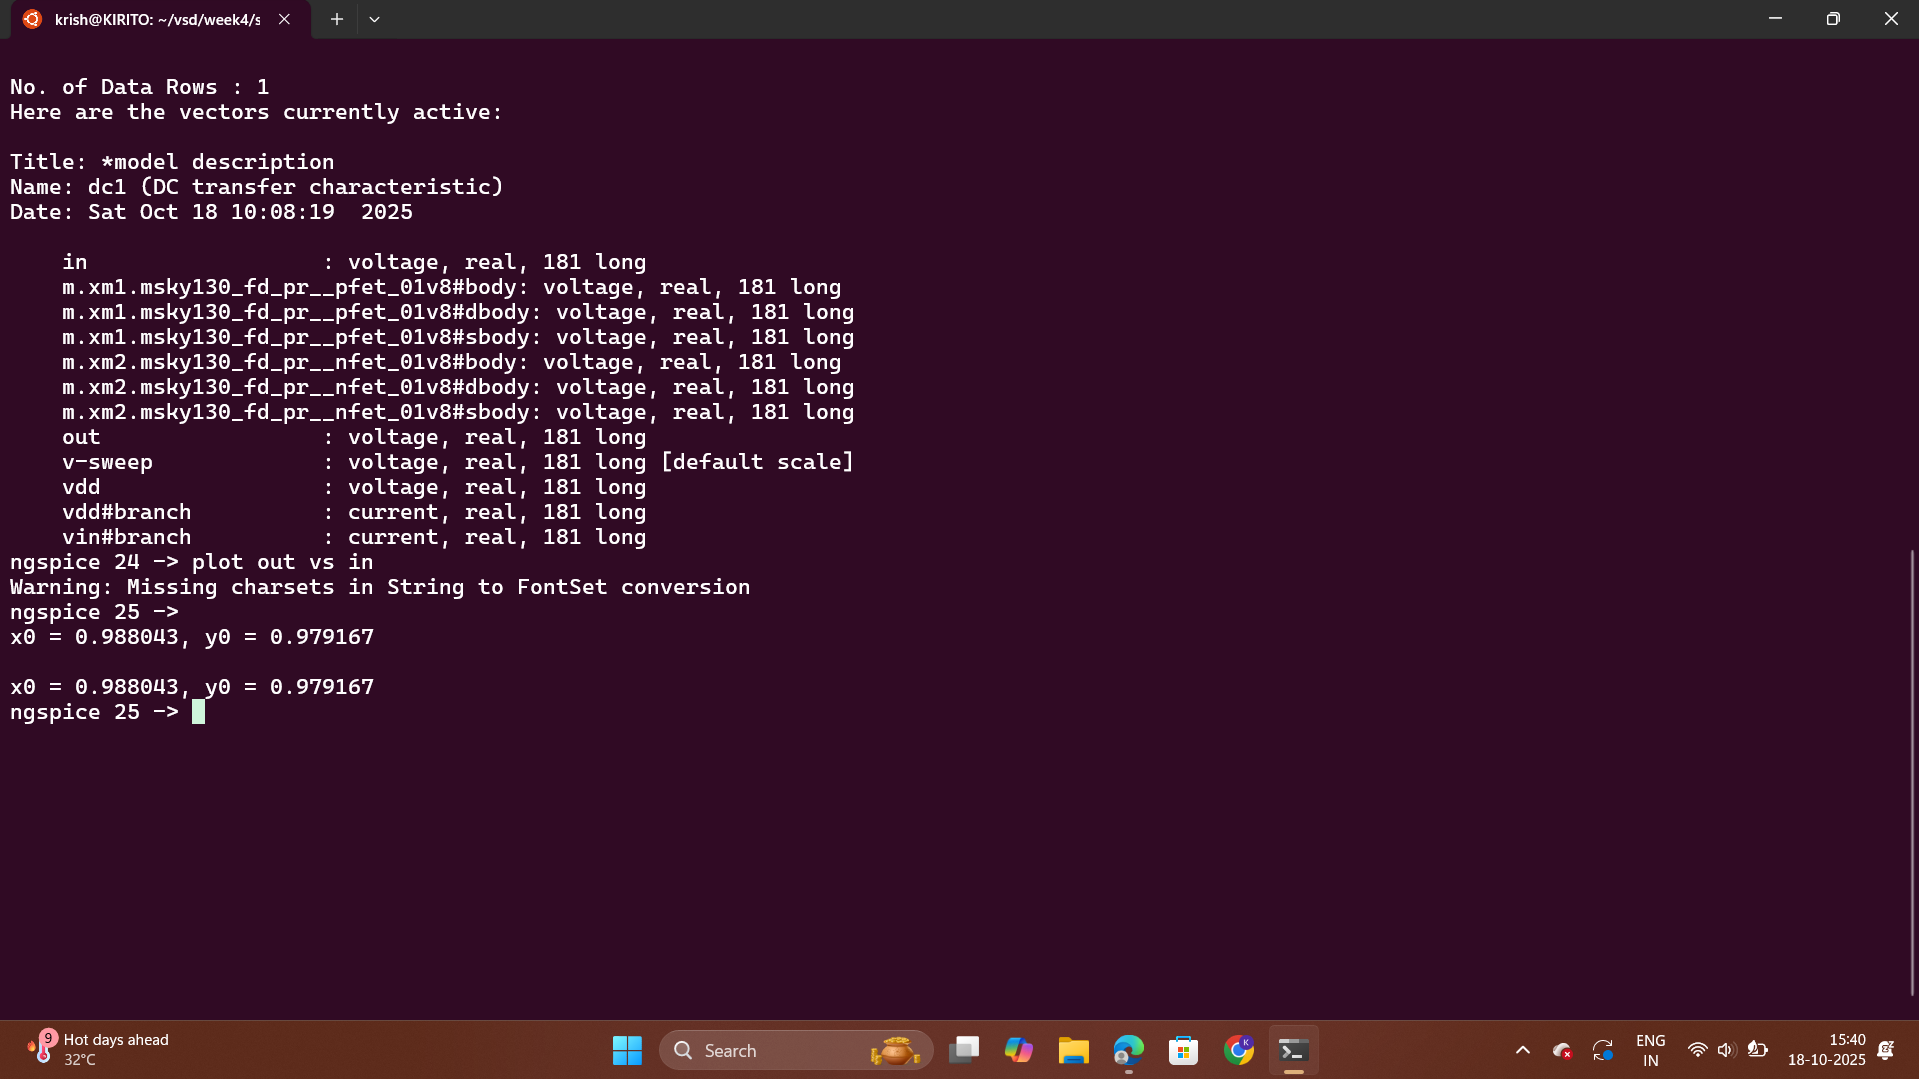 krish@KIRITO: ~/vsd/week4/s
No. of Data Rows : 1
Here are the vectors currently active:
Title: *model description
Name: dc1 (DC transfer characteristic)
Date: Sat Oct 18 10:08:19  2025
in                  : voltage, real, 181 long
m.xm1.msky130_fd_pr__pfet_01v8#body: voltage, real, 181 long
m.xm1.msky130_fd_pr__pfet_01v8#dbody: voltage, real, 181 long
m.xm1.msky130_fd_pr__pfet_01v8#sbody: voltage, real, 181 long
m.xm2.msky130_fd_pr__nfet_01v8#body: voltage, real, 181 long
m.xm2.msky130_fd_pr__nfet_01v8#dbody: voltage, real, 181 long
m.xm2.msky130_fd_pr__nfet_01v8#sbody: voltage, real, 181 long
out                 : voltage, real, 181 long
v-sweep             : voltage, real, 181 long [default scale]
vdd                 : voltage, real, 181 long
vdd#branch          : current, real, 181 long
vin#branch          : current, real, 181 long
ngspice 24 -> plot out vs in
Warning: Missing charsets in String to FontSet conversion
ngspice 25 ->
x0 = 0.988043, y0 = 0.979167
x0 = 0.988043, y0 = 0.979167
ngspice 25 ->
9
Hot days ahead
32°C
Search
K
ENG
IN
15:40
18-10-2025